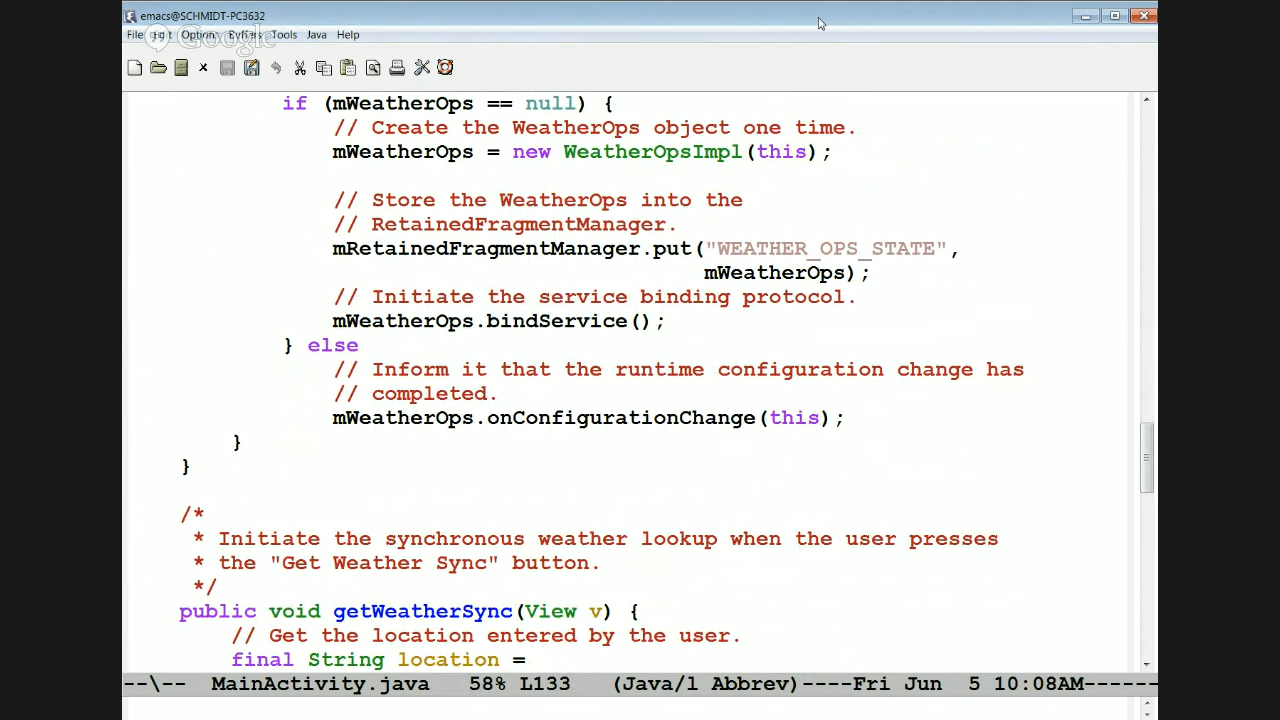 emacs@SCHMIDT-PC3632
File Edit Options Buffers Tools Java Help
Google
if (mWeatherOps == null) {
// Create the WeatherOps object one time.
mWeatherOps = new WeatherOpsImpl(this);
// Store the WeatherOps into the
// RetainedFragmentManager.
mRetainedFragmentManager.put("WEATHER_OPS_STATE",
mWeatherOps);
// Initiate the service binding protocol.
mWeatherOps.bindService();
} else
// Inform it that the runtime configuration change has
// completed.
mWeatherOps.onConfigurationChange(this);
}
}
/*
* Initiate the synchronous weather lookup when the user presses
* the "Get Weather Sync" button.
*/
public void getWeatherSync(View v) {
// Get the location entered by the user.
final String location =
--\-- MainActivity.java 58% L133 (Java/l Abbrev)----Fri Jun 5 10:08AM------